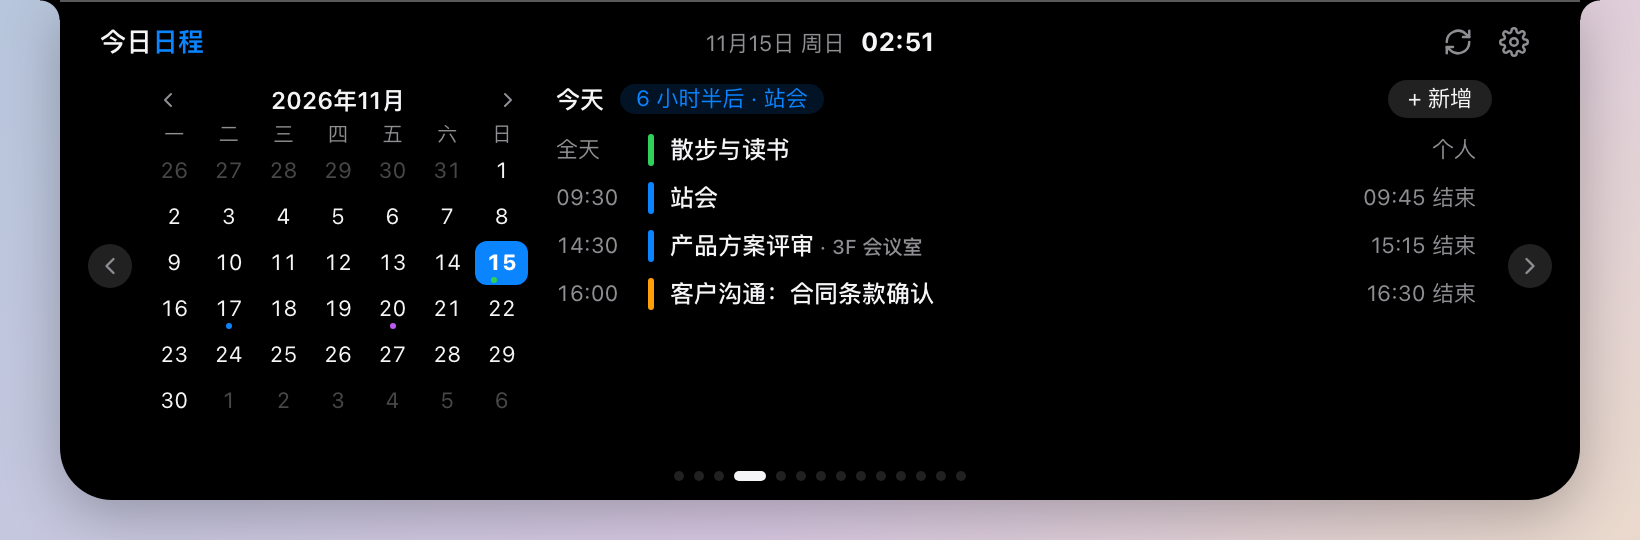 今日日程
11月15日 周日 02:51
2026年11月
一 二 三 四 五 六 日
26 27 28 29 30 31 1
2 3 4 5 6 7 8
9 10 11 12 13 14 15
16 17 18 19 20 21 22
23 24 25 26 27 28 29
30 1 2 3 4 5 6
今天 6 小时半后 · 站会
+ 新增
全天 散步与读书 个人
09:30 站会 09:45 结束
14:30 产品方案评审 · 3F 会议室 15:15 结束
16:00 客户沟通：合同条款确认 16:30 结束